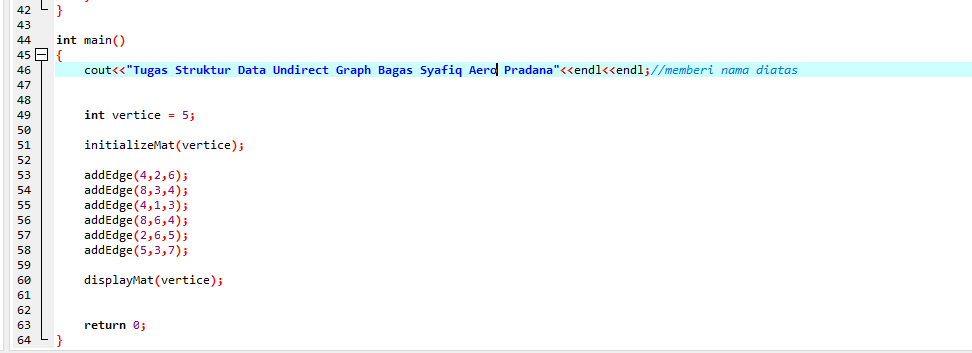 42 }
43
44 int main()
45 {
46 cout<<"Tugas Struktur Data Undirect Graph Bagas Syafiq Aero Pradana"<<endl<<endl;//memberi nama diatas
47
48
49 int vertice = 5;
50
51 initializeMat(vertice);
52
53 addEdge(4,2,6);
54 addEdge(8,3,4);
55 addEdge(4,1,3);
56 addEdge(8,6,4);
57 addEdge(2,6,5);
58 addEdge(5,3,7);
59
60 displayMat(vertice);
61
62
63 return 0;
64 }